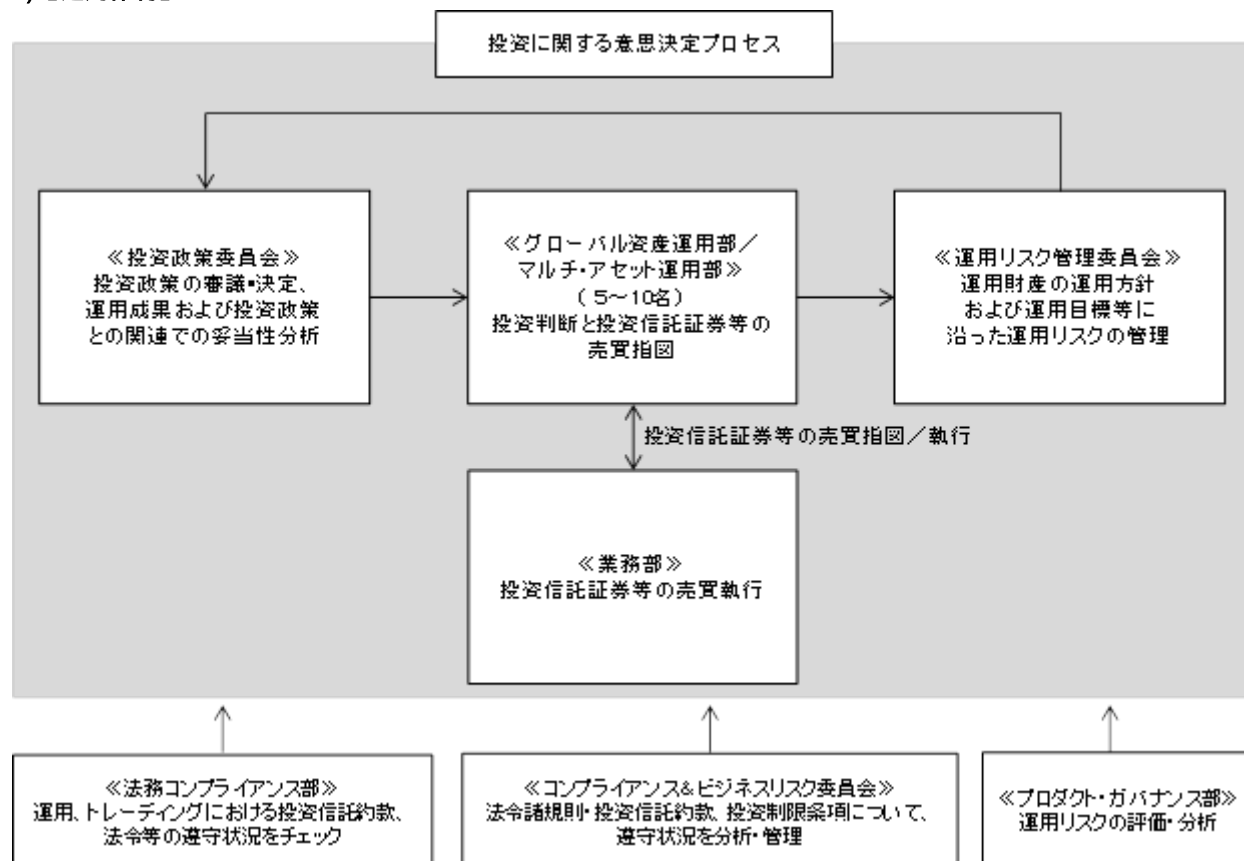 投資に関する意思決定プロセス
≪投資政策委員会≫
投資政策の審議・決定、
運用成果および投資政策
との関連での妥当性分析
≪グローバル資産運用部／
マルチ・アセット運用部≫
（５～10名）
投資判断と投資信託証券等の
売買指図
≪運用リスク管理委員会≫
運用財産の運用方針
および運用目標等に
沿った運用リスクの管理
投資信託証券等の売買指図／執行
≪業務部≫
投資信託証券等の売買執行
≪法務コンプライアンス部≫
運用、トレーディングにおける投資信託約款、
法令等の遵守状況をチェック
≪コンプライアンス&ビジネスリスク委員会≫
法令諸規則・投資信託約款、投資制限条項について、
遵守状況を分析・管理
≪プロダクト・ガバナンス部≫
運用リスクの評価・分析